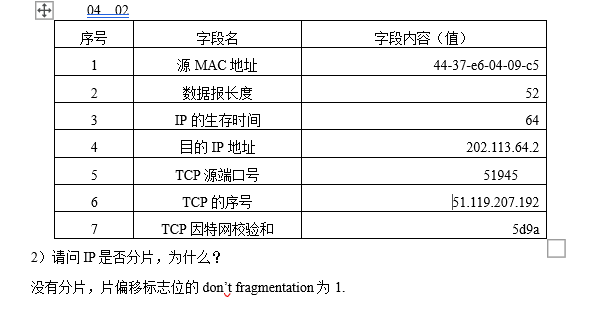 04 02
序号 字段名 字段内容（值）
1 源 MAC 地址 44-37-e6-04-09-c5
2 数据报长度 52
3 IP 的生存时间 64
4 目的 IP 地址 202.113.64.2
5 TCP 源端口号 51945
6 TCP 的序号 51.119.207.192
7 TCP 因特网校验和 5d9a
2）请问 IP 是否分片，为什么？
没有分片，片偏移标志位的 don’t fragmentation 为 1.